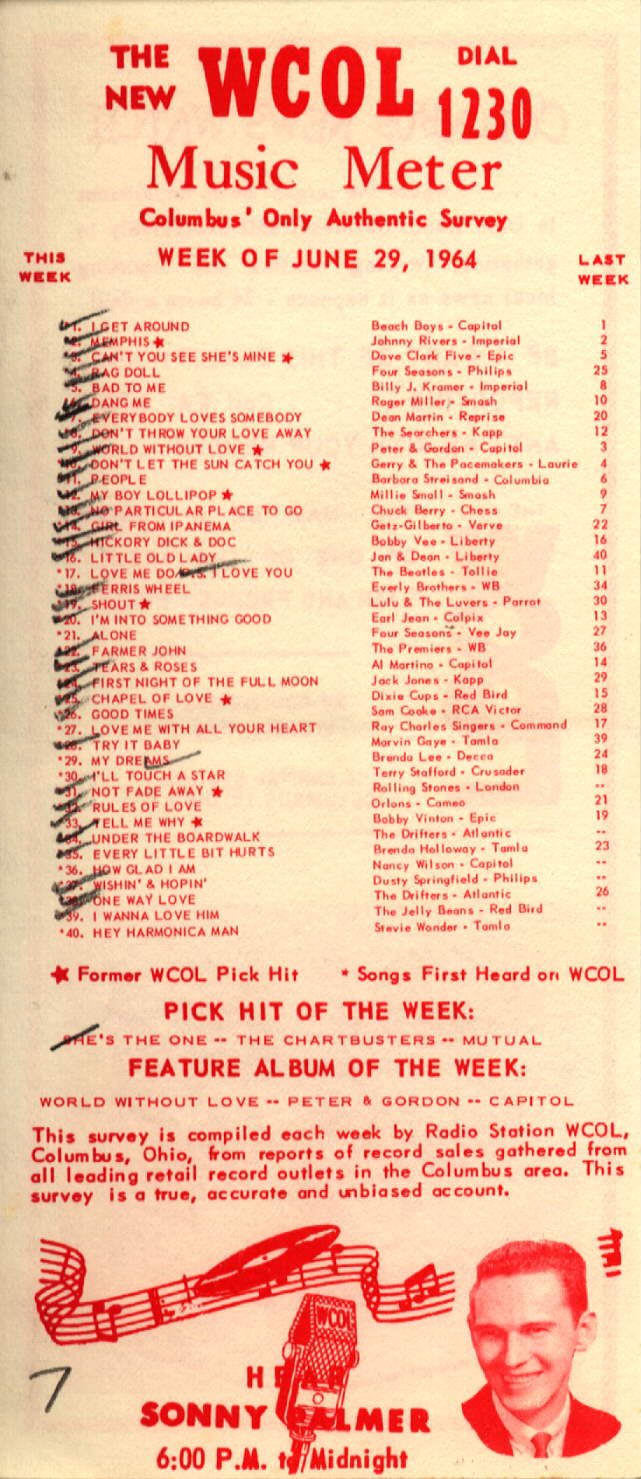 THE NEW WCOL DIAL 1230
Music Meter
Columbus' Only Authentic Survey
THIS WEEK WEEK OF JUNE 29, 1964 LAST WEEK
1. I GET AROUND Beach Boys - Capitol 1
2. MEMPHIS ★ Johnny Rivers - Imperial 2
3. CAN'T YOU SEE SHE'S MINE ★ Dave Clark Five - Epic 5
4. RAG DOLL Four Seasons - Philips 25
5. BAD TO ME Billy J. Kramer - Imperial 8
6. DANG ME Roger Miller - Smash 10
7. EVERYBODY LOVES SOMEBODY Dean Martin - Reprise 20
8. DON'T THROW YOUR LOVE AWAY The Searchers - Kapp 12
9. WORLD WITHOUT LOVE ★ Peter & Gordon - Capitol 3
10. DON'T LET THE SUN CATCH YOU ★ Gerry & The Pacemakers - Laurie 4
11. PEOPLE Barbara Streisand - Columbia 6
12. MY BOY LOLLIPOP ★ Millie Small - Smash 9
13. NO PARTICULAR PLACE TO GO Chuck Berry - Chess 7
14. GIRL FROM IPANEMA Getz-Gilberto - Verve 22
15. HICKORY DICK & DOC Bobby Vee - Liberty 16
16. LITTLE OLD LADY Jan & Dean - Liberty 40
*17. LOVE ME DO/P.S. I LOVE YOU The Beatles - Tollie 11
*18. FERRIS WHEEL Everly Brothers - WB 34
19. SHOUT ★ Lulu & The Luvers - Parrot 30
*20. I'M INTO SOMETHING GOOD Earl Jean - Colpix 13
*21. ALONE Four Seasons - Vee Jay 27
22. FARMER JOHN The Premiers - WB 36
*23. TEARS & ROSES Al Martino - Capitol 14
24. FIRST NIGHT OF THE FULL MOON Jack Jones - Kapp 29
25. CHAPEL OF LOVE ★ Dixie Cups - Red Bird 15
*26. GOOD TIMES Sam Cooke - RCA Victor 28
*27. LOVE ME WITH ALL YOUR HEART Ray Charles Singers - Command 17
28. TRY IT BABY Marvin Gaye - Tamla 39
*29. MY DREAMS Brenda Lee - Decca 24
*30. I'LL TOUCH A STAR Terry Stafford - Crusader 18
31. NOT FADE AWAY ★ Rolling Stones - London --
32. RULES OF LOVE Orlons - Cameo 21
33. TELL ME WHY ★ Bobby Vinton - Epic 19
34. UNDER THE BOARDWALK The Drifters - Atlantic --
35. EVERY LITTLE BIT HURTS Brenda Holloway - Tamla 23
*36. HOW GLAD I AM Nancy Wilson - Capitol --
*37. WISHIN' & HOPIN' Dusty Springfield - Philips --
38. ONE WAY LOVE The Drifters - Atlantic 26
*39. I WANNA LOVE HIM The Jelly Beans - Red Bird --
*40. HEY HARMONICA MAN Stevie Wonder - Tamla --
★ Former WCOL Pick Hit * Songs First Heard on WCOL
PICK HIT OF THE WEEK:
SHE'S THE ONE -- THE CHARTBUSTERS -- MUTUAL
FEATURE ALBUM OF THE WEEK:
WORLD WITHOUT LOVE -- PETER & GORDON -- CAPITOL
This survey is compiled each week by Radio Station WCOL,
Columbus, Ohio, from reports of record sales gathered from
all leading retail record outlets in the Columbus area. This
survey is a true, accurate and unbiased account.
WCOL
HEAR
SONNY PALMER
6:00 P.M. to Midnight
7